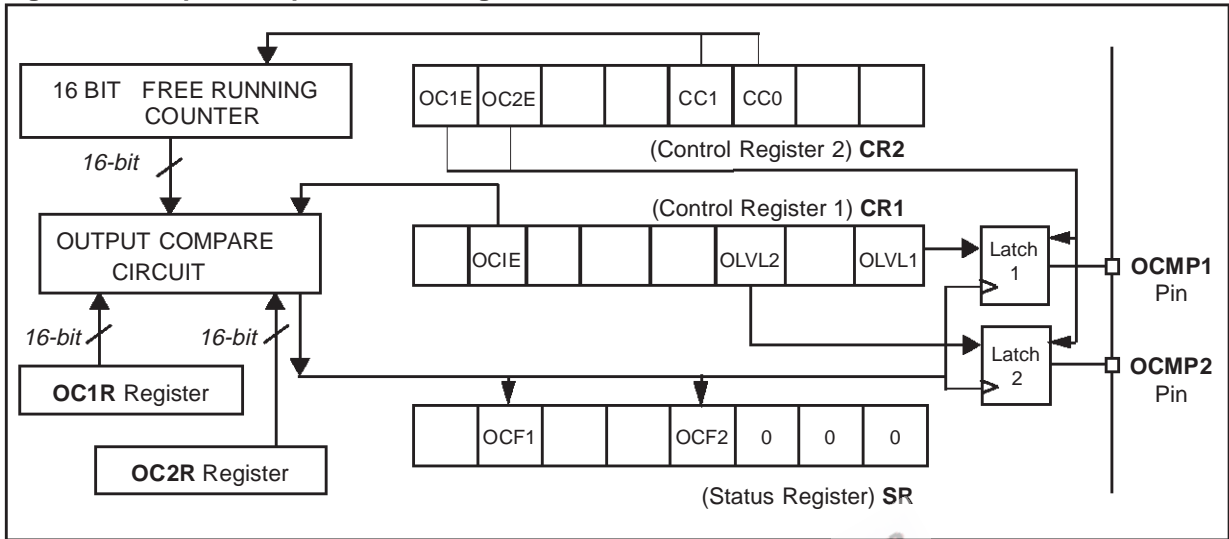 16 BIT FREE RUNNING
COUNTER
OC1E OC2E CC1 CC0
16-bit
(Control Register 2) CR2
(Control Register 1) CR1
OUTPUT COMPARE
CIRCUIT
OCIE OLVL2 OLVL1
Latch
1
OCMP1
Pin
16-bit
16-bit
Latch
2
OCMP2
Pin
OC1R Register
OCF1 OCF2 0 0 0
OC2R Register
(Status Register) SR